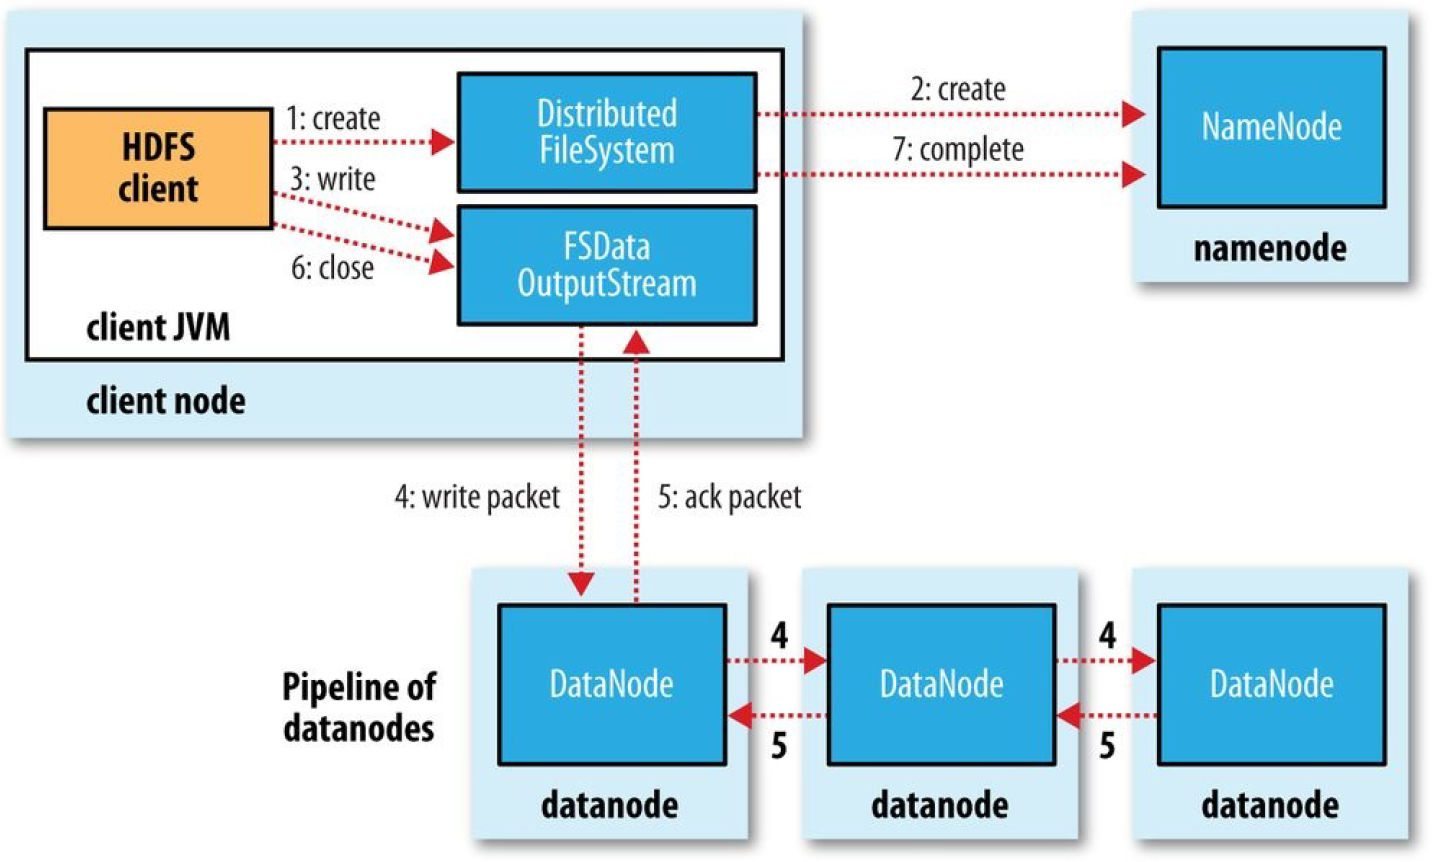 HDFS
client
1: create
3: write
6: close
Distributed
FileSystem
FSData
OutputStream
client JVM
client node
2: create
7: complete
NameNode
namenode
4: write packet
5: ack packet
Pipeline of
datanodes
DataNode
datanode
4
5
DataNode
datanode
4
5
DataNode
datanode